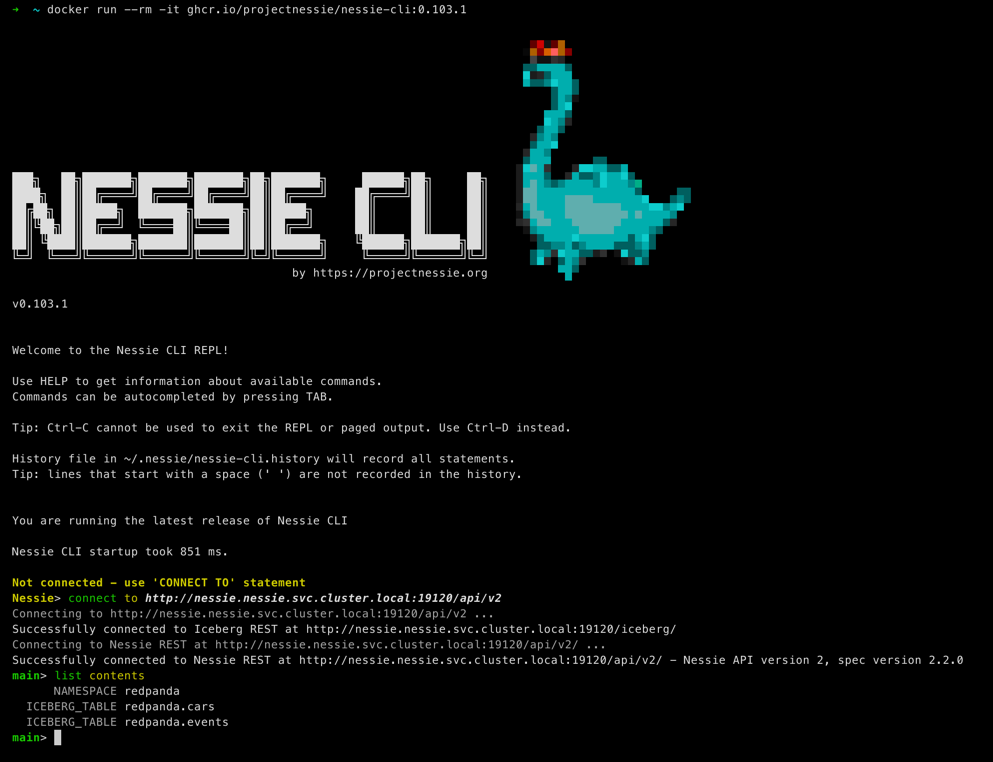 → ~ docker run --rm -it ghcr.io/projectnessie/nessie-cli:0.103.1
NESSIE CLI
by https://projectnessie.org
v0.103.1
Welcome to the Nessie CLI REPL!
Use HELP to get information about available commands.
Commands can be autocompleted by pressing TAB.
Tip: Ctrl-C cannot be used to exit the REPL or paged output. Use Ctrl-D instead.
History file in ~/.nessie/nessie-cli.history will record all statements.
Tip: lines that start with a space (' ') are not recorded in the history.
You are running the latest release of Nessie CLI
Nessie CLI startup took 851 ms.
Not connected - use 'CONNECT TO' statement
Nessie> connect to http://nessie.nessie.svc.cluster.local:19120/api/v2
Connecting to http://nessie.nessie.svc.cluster.local:19120/api/v2 ...
Successfully connected to Iceberg REST at http://nessie.nessie.svc.cluster.local:19120/iceberg/
Connecting to Nessie REST at http://nessie.nessie.svc.cluster.local:19120/api/v2/ ...
Successfully connected to Nessie REST at http://nessie.nessie.svc.cluster.local:19120/api/v2/ - Nessie API version 2, spec version 2.2.0
main> list contents
NAMESPACE redpanda
ICEBERG_TABLE redpanda.cars
ICEBERG_TABLE redpanda.events
main>